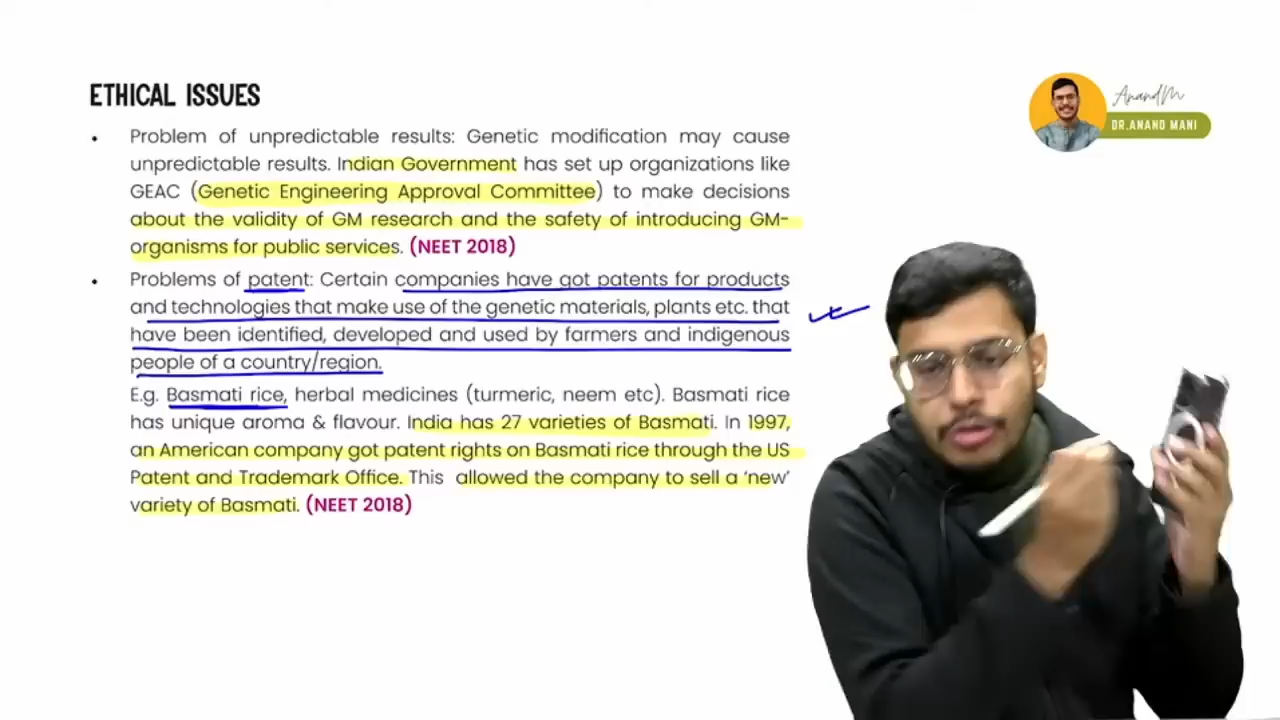 ETHICAL ISSUES
• Problem of unpredictable results: Genetic modification may cause
unpredictable results. Indian Government has set up organizations like
GEAC (Genetic Engineering Approval Committee) to make decisions
about the validity of GM research and the safety of introducing GM-
organisms for public services. (NEET 2018)
• Problems of patent: Certain companies have got patents for products
and technologies that make use of the genetic materials, plants etc. that
have been identified, developed and used by farmers and indigenous
people of a country/region.
E.g. Basmati rice, herbal medicines (turmeric, neem etc). Basmati rice
has unique aroma & flavour. India has 27 varieties of Basmati. In 1997,
an American company got patent rights on Basmati rice through the US
Patent and Trademark Office. This allowed the company to sell a ‘new’
variety of Basmati. (NEET 2018)
AnandM
DR.ANAND MANI